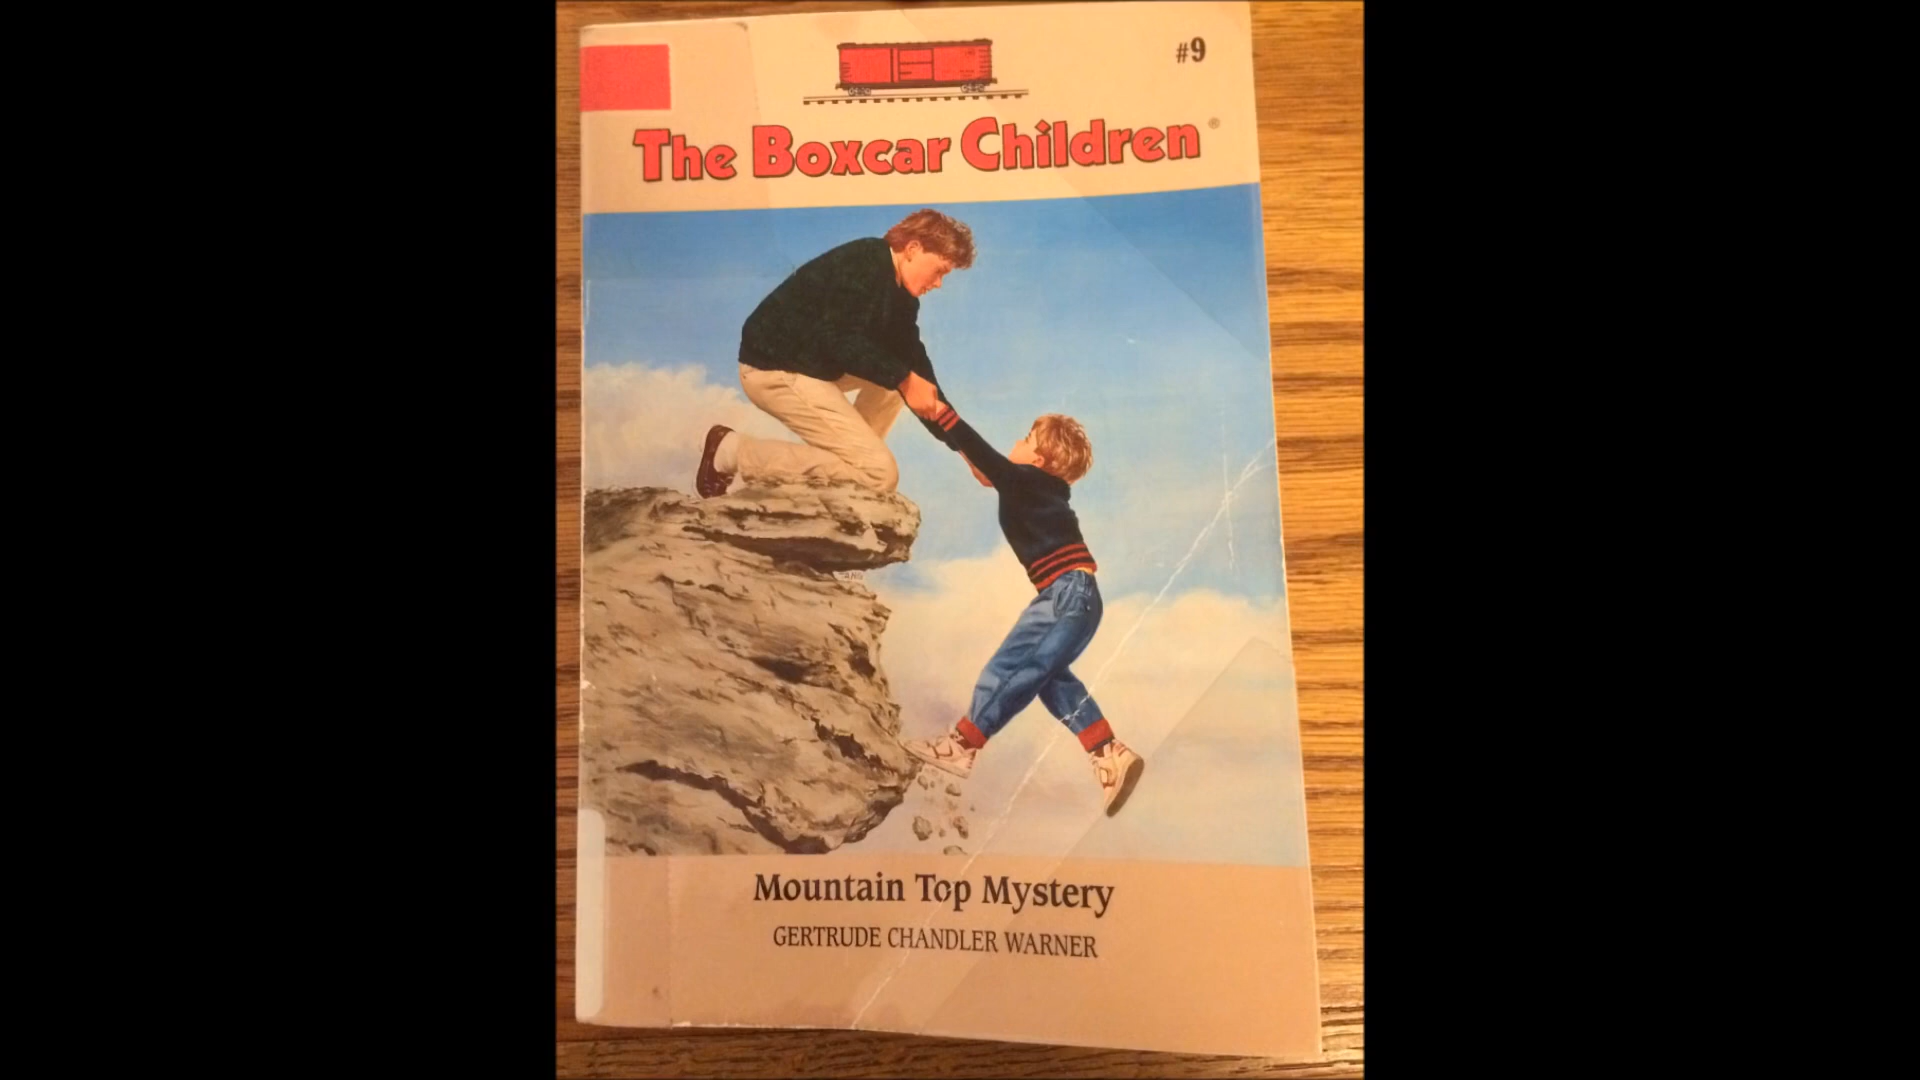 #9
The Boxcar Children®
Mountain Top Mystery
GERTRUDE CHANDLER WARNER